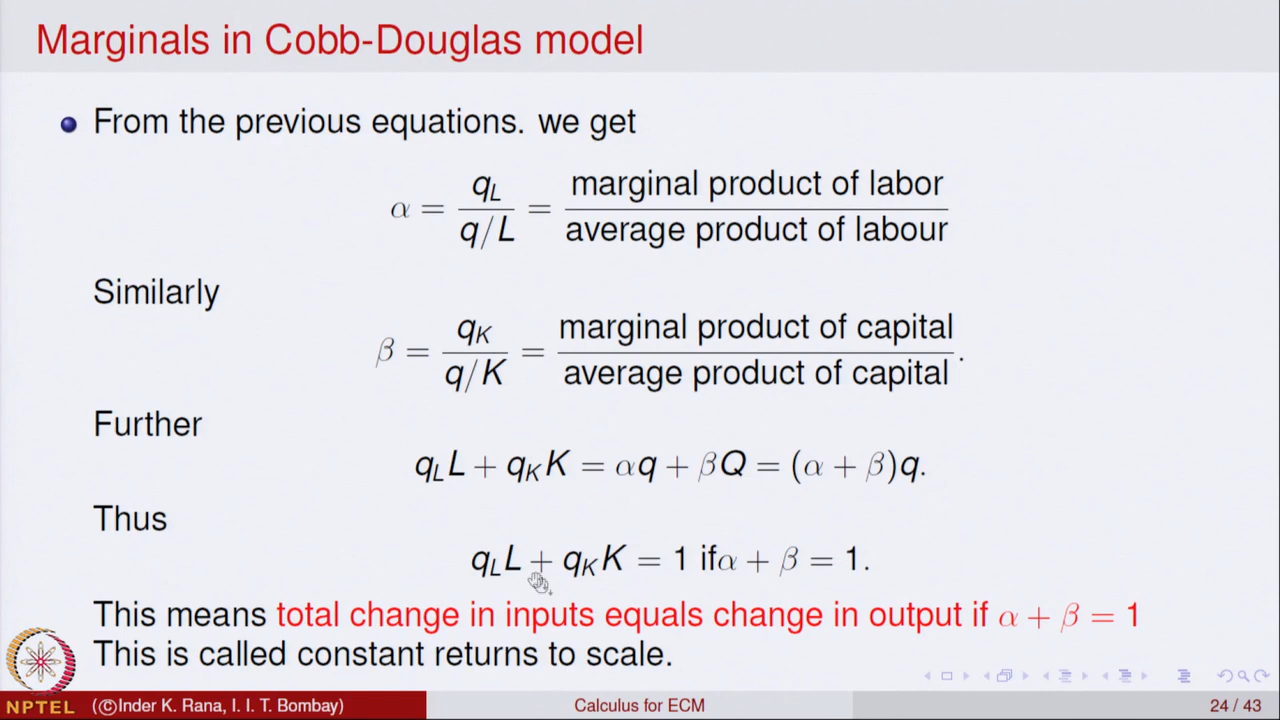 Marginals in Cobb-Douglas model
From the previous equations. we get
α = q_L / (q/L) = marginal product of labor / average product of labour
Similarly
β = q_K / (q/K) = marginal product of capital / average product of capital.
Further
q_L L + q_K K = αq + βQ = (α + β)q.
Thus
q_L L + q_K K = 1 ifα + β = 1.
This means total change in inputs equals change in output if α + β = 1
This is called constant returns to scale.
NPTEL
(©Inder K. Rana, I. I. T. Bombay) Calculus for ECM 24 / 43